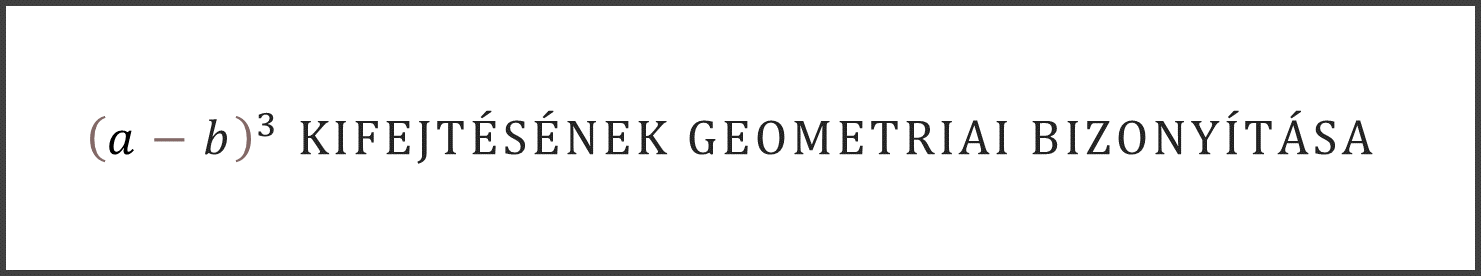 (a − b)³ KIFEJTÉSÉNEK GEOMETRIAI BIZONYÍTÁSA